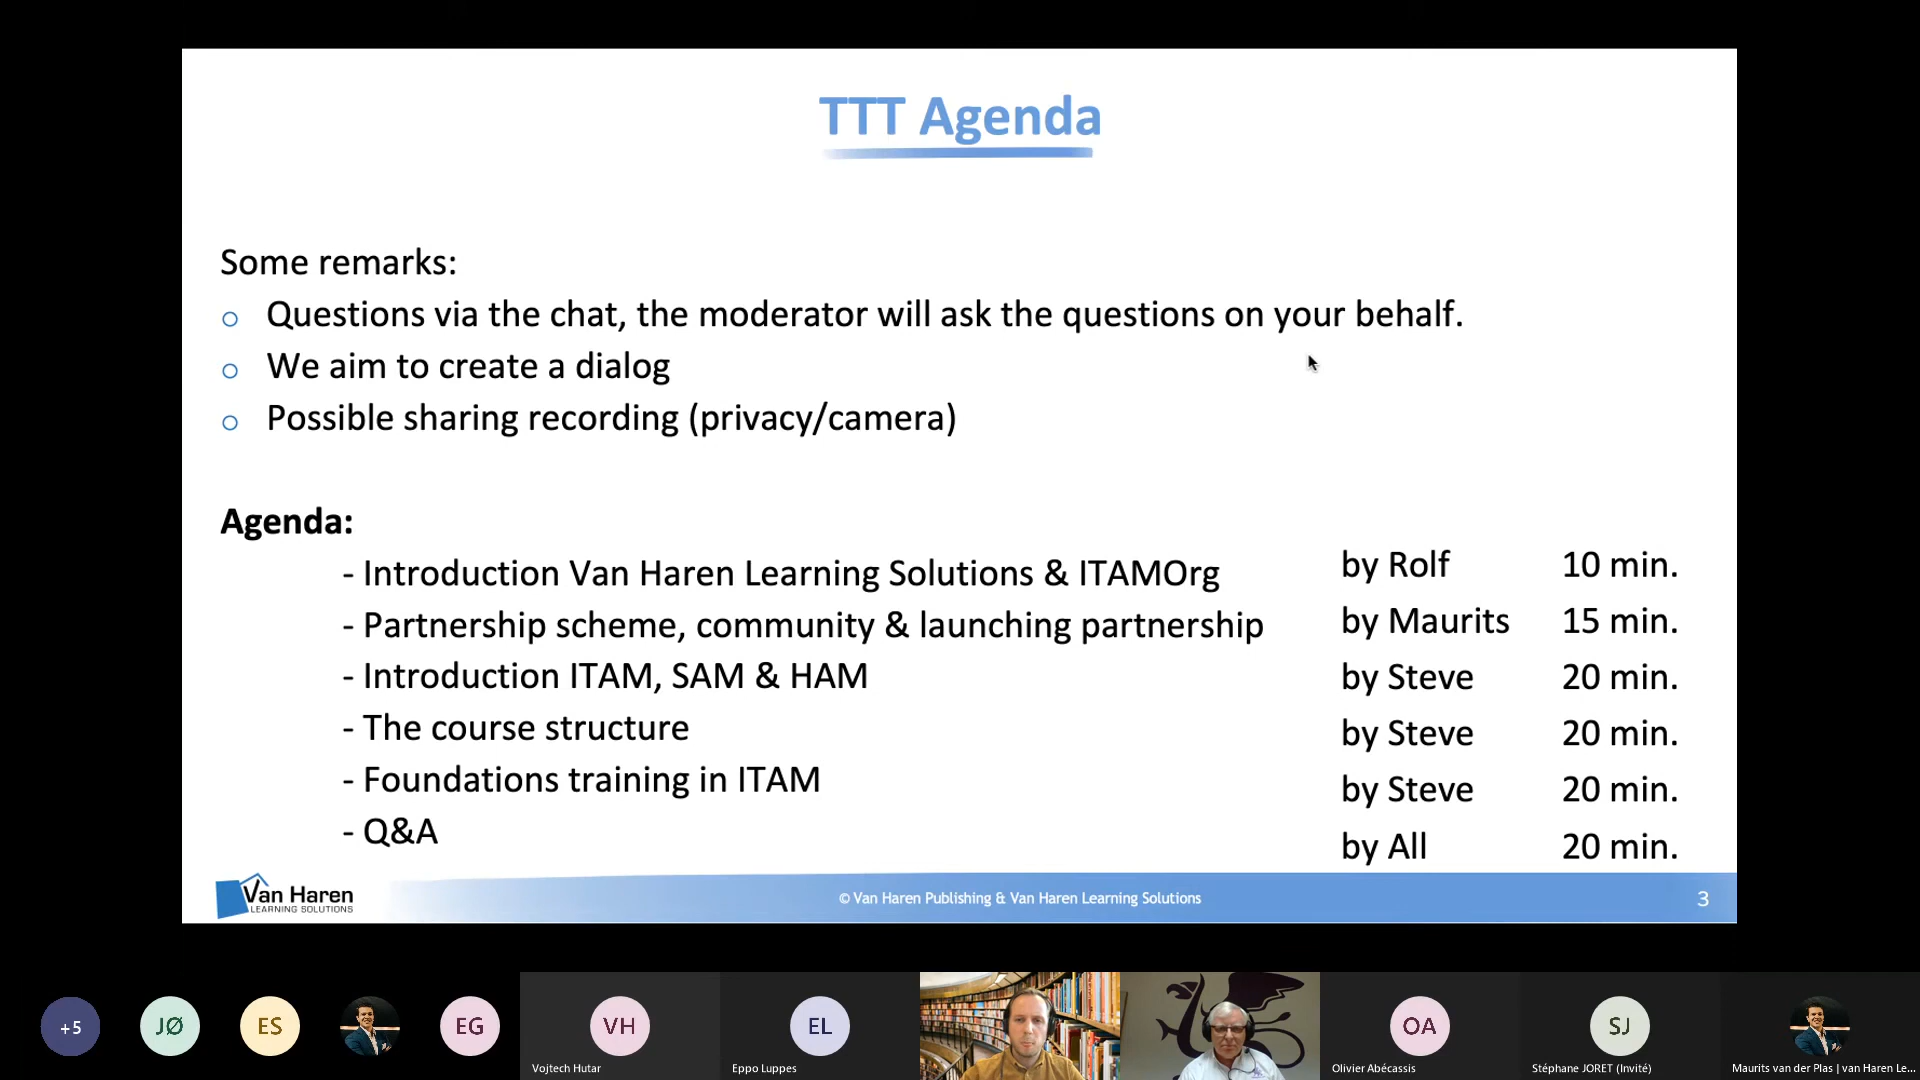 TTT Agenda
Some remarks:
o Questions via the chat, the moderator will ask the questions on your behalf.
o We aim to create a dialog
o Possible sharing recording (privacy/camera)
Agenda:
- Introduction Van Haren Learning Solutions & ITAMOrg by Rolf 10 min.
- Partnership scheme, community & launching partnership by Maurits 15 min.
- Introduction ITAM, SAM & HAM by Steve 20 min.
- The course structure by Steve 20 min.
- Foundations training in ITAM by Steve 20 min.
- Q&A by All 20 min.
Van Haren
LEARNING SOLUTIONS
© Van Haren Publishing & Van Haren Learning Solutions
3
+5
JØ
ES
EG
VH
Vojtech Hutar
EL
Eppo Luppes
OA
Olivier Abécassis
SJ
Stéphane JORET (Invité)
Maurits van der Plas | van Haren Le...